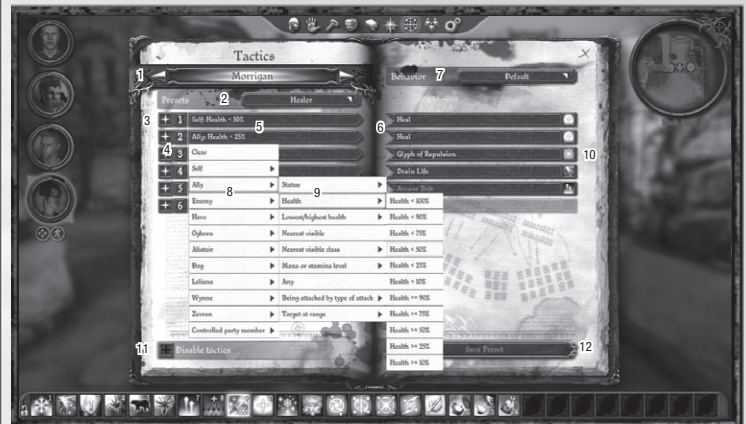 Tactics
1 Morrigan
Behavior 7 Default
Presets 2 Healer
3 1 Self: Health < 50% 5 6 Heal
2 Ally: Health < 25% Heal
4 3 Clear Glyph of Repulsion 10
4 Self Drain Life
5 Ally 8 Status 9 Arcane Bolt
6 Enemy Health Health < 100%
Hero Lowest/highest health Health < 90%
Oghren Nearest visible Health < 75%
Alistair Nearest visible class Health < 50%
Dog Mana or stamina level Health < 25%
Leliana Any Health < 10%
Wynne Being attacked by type of attack Health >= 90%
Zevran Target at range Health >= 75%
Controlled party member Health >= 50%
11 Disable tactics Health >= 25% Save Preset 12
Health >= 10%